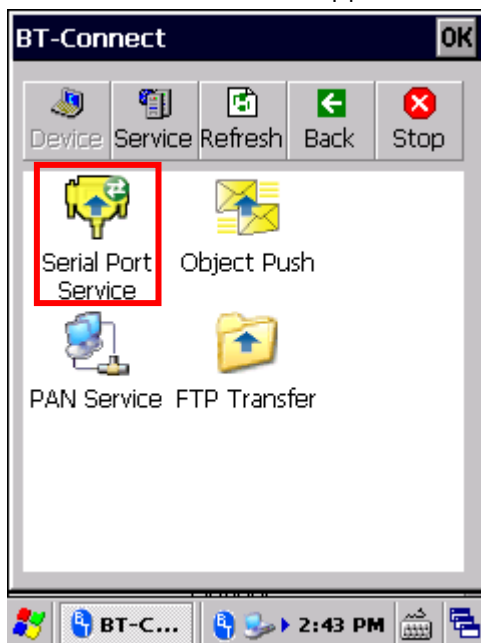 BT-Connect OK
Device Service Refresh Back Stop
Serial Port Service
Object Push
PAN Service
FTP Transfer
BT-C... 2:43 PM